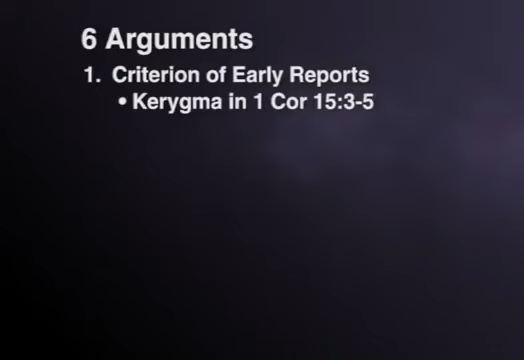 6 Arguments
1. Criterion of Early Reports
• Kerygma in 1 Cor 15:3-5